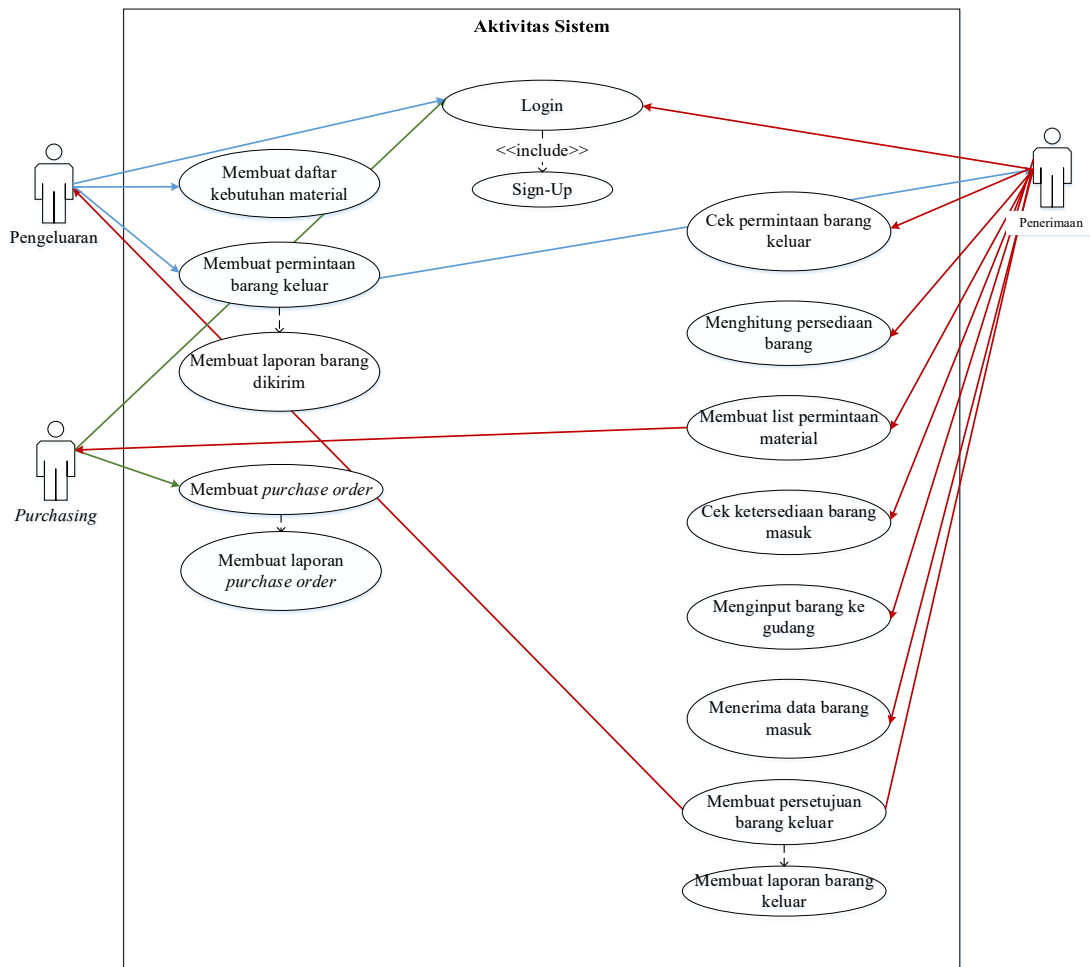 Aktivitas Sistem
Login
<<include>>
Sign-Up
Pengeluaran
Membuat daftar
kebutuhan material
Membuat permintaan
barang keluar
Membuat laporan barang
dikirim
Purchasing
Membuat purchase order
Membuat laporan
purchase order
Penerimaan
Cek permintaan barang
keluar
Menghitung persediaan
barang
Membuat list permintaan
material
Cek ketersediaan barang
masuk
Menginput barang ke
gudang
Menerima data barang
masuk
Membuat persetujuan
barang keluar
Membuat laporan barang
keluar